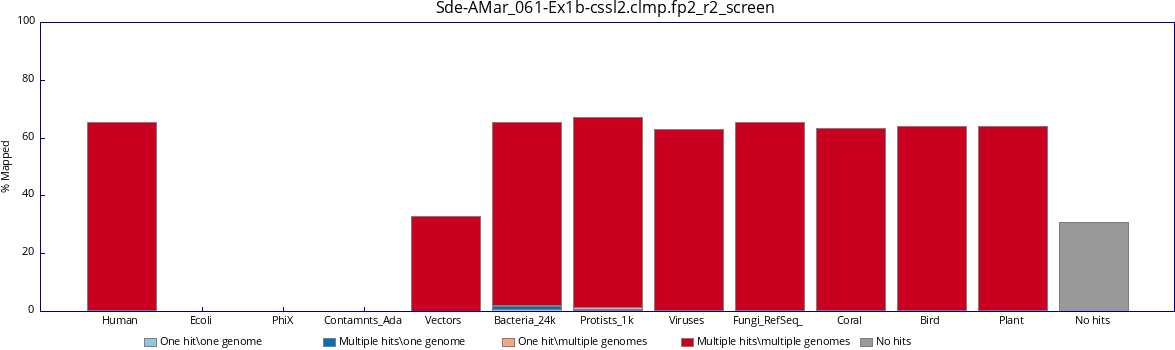 Sde-AMar_061-Ex1b-cssl2.clmp.fp2_r2_screen
100
80
60
40
20
0
% Mapped
Human Ecoli PhiX Contamnts_Ada Vectors Bacteria_24k Protists_1k Viruses Fungi_RefSeq_ Coral Bird Plant No hits
One hit\one genome Multiple hits\one genome One hit\multiple genomes Multiple hits\multiple genomes No hits